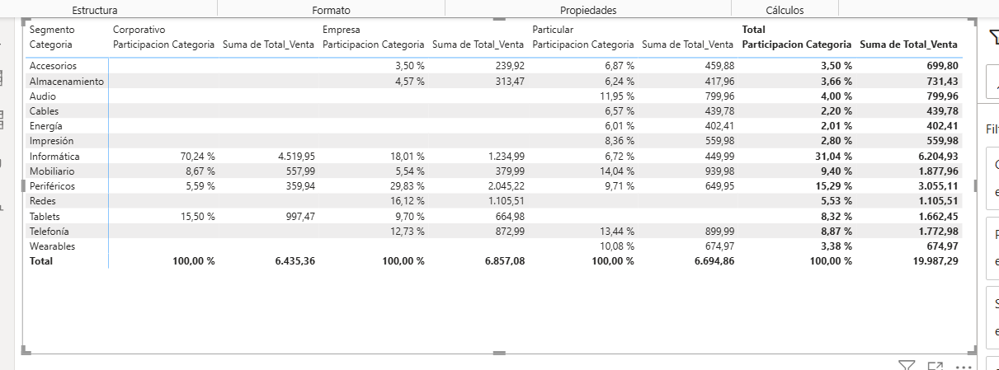 Estructura Formato Propiedades Cálculos
Segmento Corporativo Empresa Particular Total
Categoria Participacion Categoria Suma de Total_Venta Participacion Categoria Suma de Total_Venta Participacion Categoria Suma de Total_Venta Participacion Categoria Suma de Total_Venta
Accesorios 3,50 % 239,92 6,87 % 459,88 3,50 % 699,80
Almacenamiento 4,57 % 313,47 6,24 % 417,96 3,66 % 731,43
Audio 11,95 % 799,96 4,00 % 799,96
Cables 6,57 % 439,78 2,20 % 439,78
Energía 6,01 % 402,41 2,01 % 402,41
Impresión 8,36 % 559,98 2,80 % 559,98
Informática 70,24 % 4.519,95 18,01 % 1.234,99 6,72 % 449,99 31,04 % 6.204,93
Mobiliario 8,67 % 557,99 5,54 % 379,99 14,04 % 939,98 9,40 % 1.877,96
Periféricos 5,59 % 359,94 29,83 % 2.045,22 9,71 % 649,95 15,29 % 3.055,11
Redes 16,12 % 1.105,51 5,53 % 1.105,51
Tablets 15,50 % 997,47 9,70 % 664,98 8,32 % 1.662,45
Telefonía 12,73 % 872,99 13,44 % 899,99 8,87 % 1.772,98
Wearables 10,08 % 674,97 3,38 % 674,97
Total 100,00 % 6.435,36 100,00 % 6.857,08 100,00 % 6.694,86 100,00 % 19.987,29